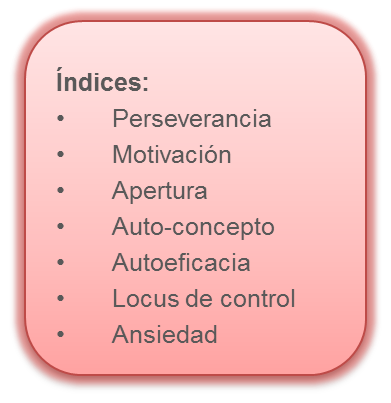 Índices:
• Perseverancia
• Motivación
• Apertura
• Auto-concepto
• Autoeficacia
• Locus de control
• Ansiedad